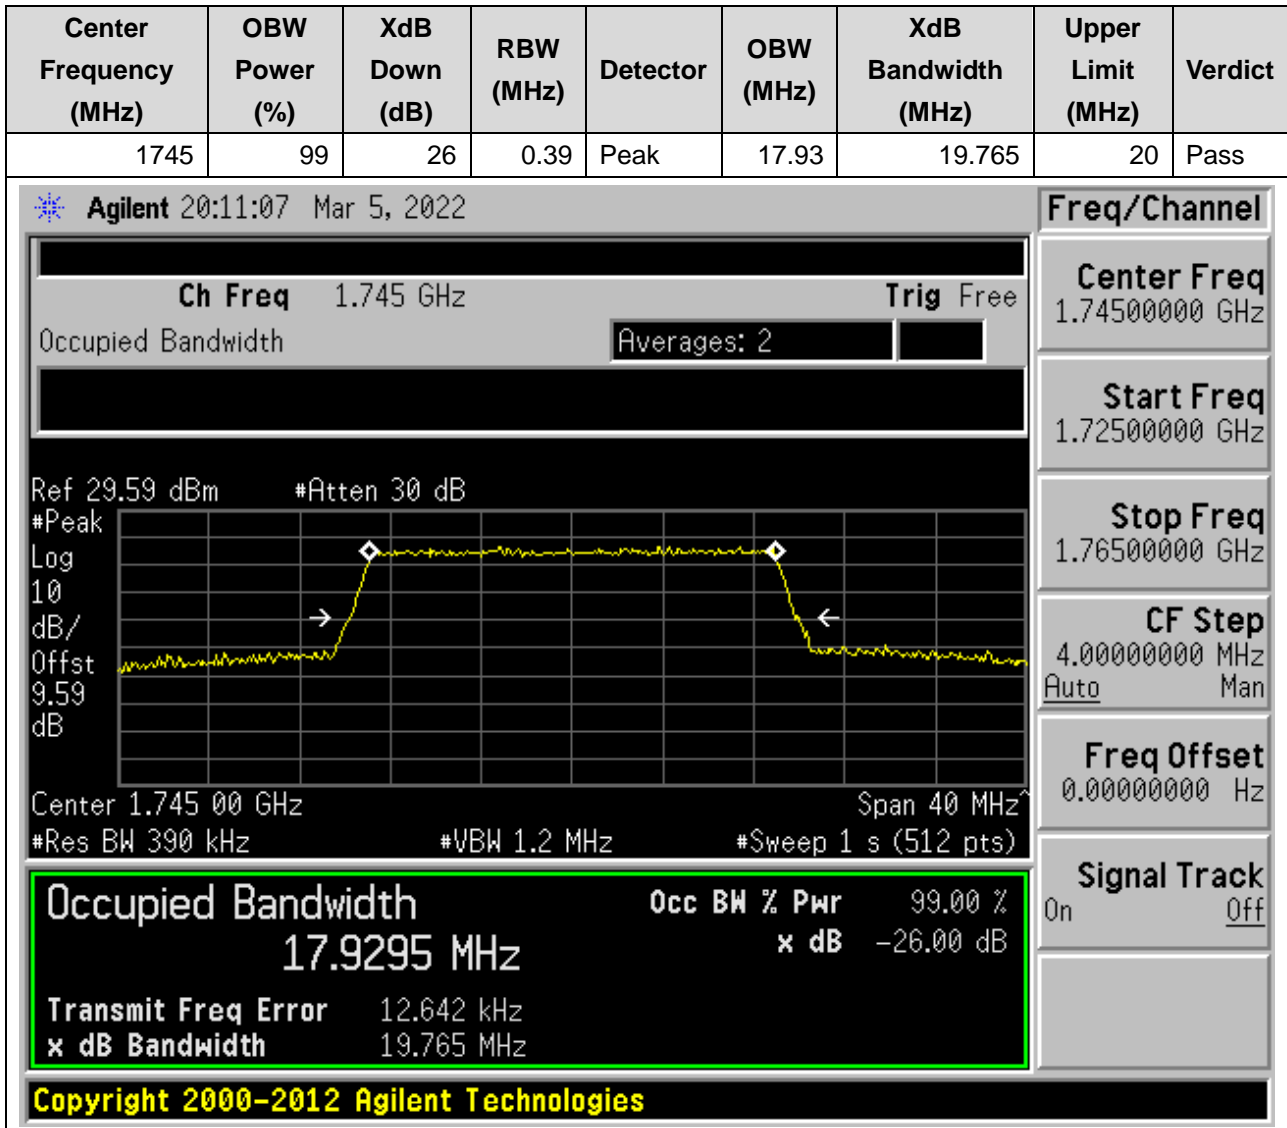 Center Frequency (MHz) OBW Power (%) XdB Down (dB) RBW (MHz) Detector OBW (MHz) XdB Bandwidth (MHz) Upper Limit (MHz) Verdict
1745 99 26 0.39 Peak 17.93 19.765 20 Pass
Agilent 20:11:07 Mar 5, 2022
Ch Freq 1.745 GHz Trig Free
Occupied Bandwidth Averages: 2
Ref 29.59 dBm #Atten 30 dB
#Peak
Log
10
dB/
Offst
9.59
dB
Center 1.745 00 GHz Span 40 MHz^
#Res BW 390 kHz #VBW 1.2 MHz #Sweep 1 s (512 pts)
Occupied Bandwidth Occ BW % Pwr 99.00 %
17.9295 MHz x dB -26.00 dB
Transmit Freq Error 12.642 kHz
x dB Bandwidth 19.765 MHz
Freq/Channel
Center Freq
1.74500000 GHz
Start Freq
1.72500000 GHz
Stop Freq
1.76500000 GHz
CF Step
4.00000000 MHz
Auto Man
Freq Offset
0.00000000 Hz
Signal Track
On Off
Copyright 2000-2012 Agilent Technologies